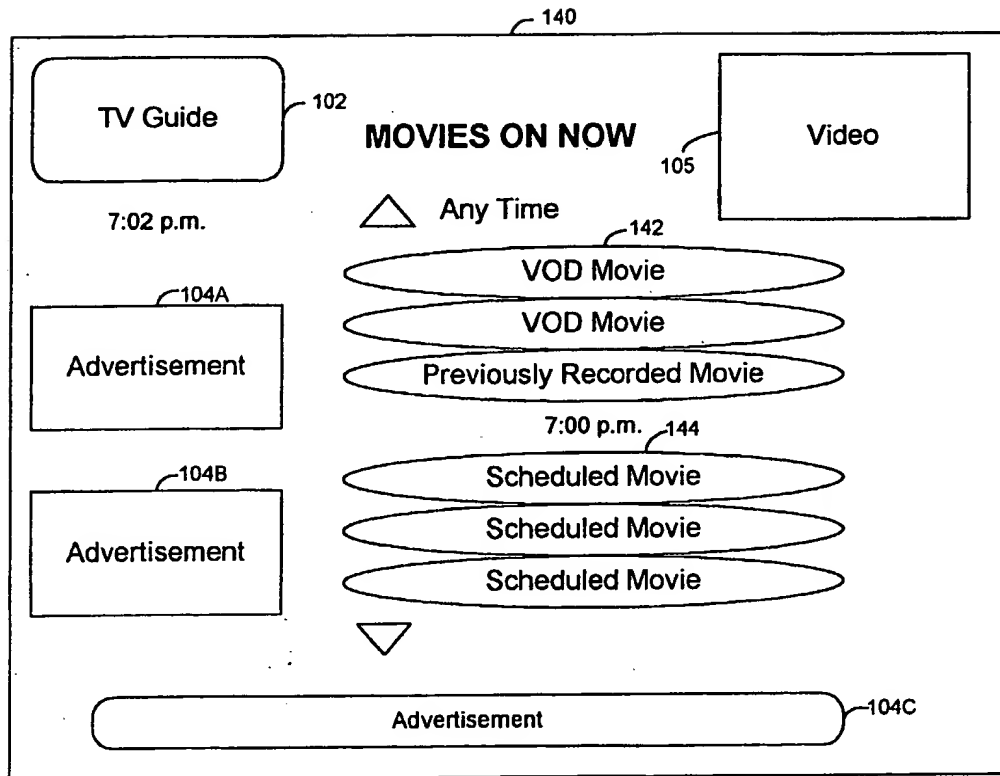 140
TV Guide
102
MOVIES ON NOW
Video
105
7:02 p.m.
Any Time
142
VOD Movie
104A
VOD Movie
Advertisement
Previously Recorded Movie
7:00 p.m.
144
104B
Scheduled Movie
Advertisement
Scheduled Movie
Scheduled Movie
Advertisement
104C